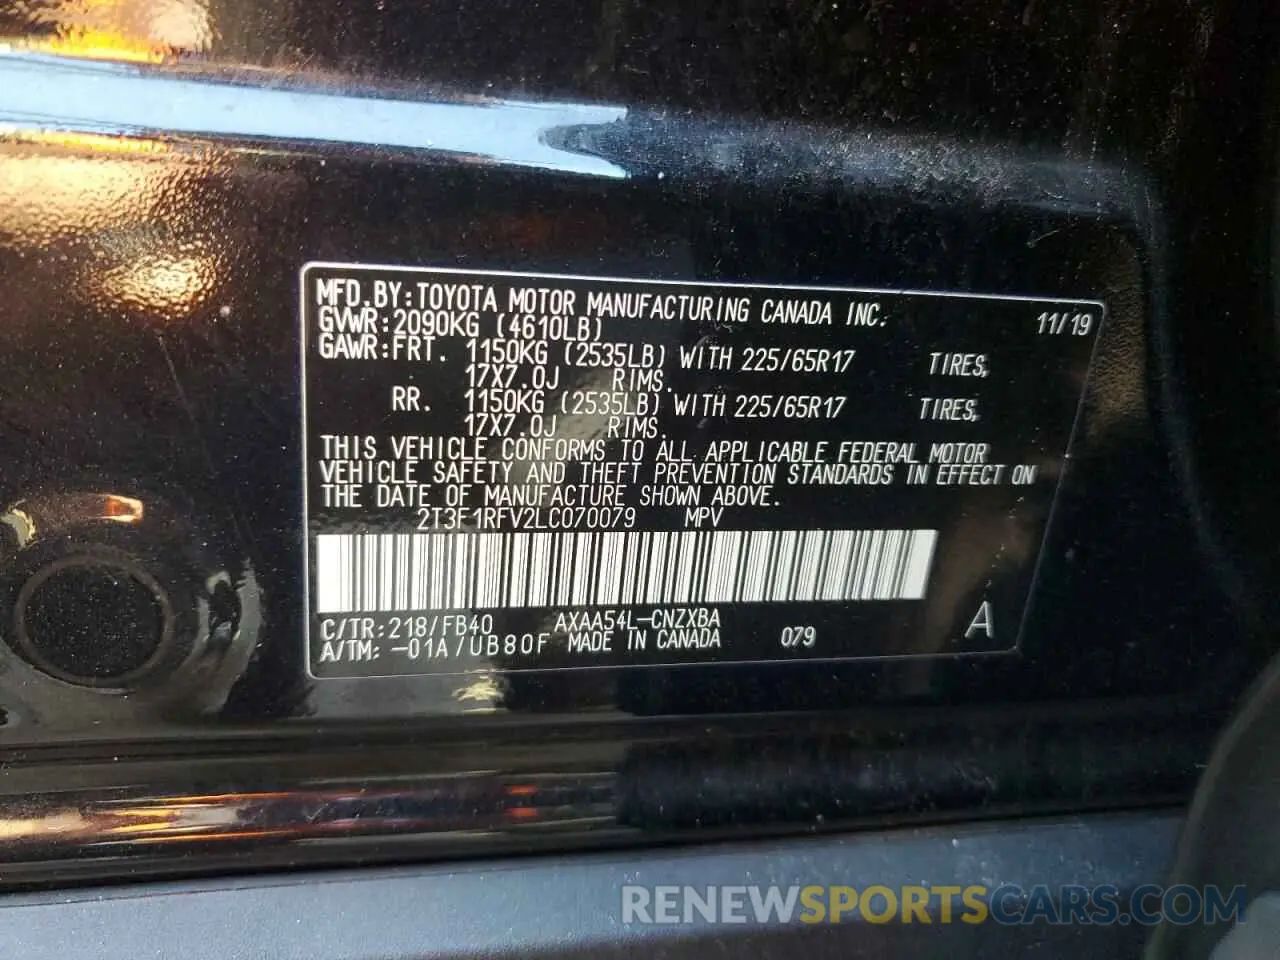 MFD.BY:TOYOTA MOTOR MANUFACTURING CANADA INC. 11/19
GVWR:2090KG (4610LB)
GAWR:FRT. 1150KG (2535LB) WITH 225/65R17 TIRES,
17X7.0J RIMS.
RR. 1150KG (2535LB) WITH 225/65R17 TIRES,
17X7.0J RIMS.
THIS VEHICLE CONFORMS TO ALL APPLICABLE FEDERAL MOTOR
VEHICLE SAFETY AND THEFT PREVENTION STANDARDS IN EFFECT ON
THE DATE OF MANUFACTURE SHOWN ABOVE.
2T3F1RFV2LC070079 MPV
C/TR:218/FB40 AXAA54L-CNZXBA
A/TM:-01A/UB80F MADE IN CANADA 079 A
RENEWSPORTSCARS.COM